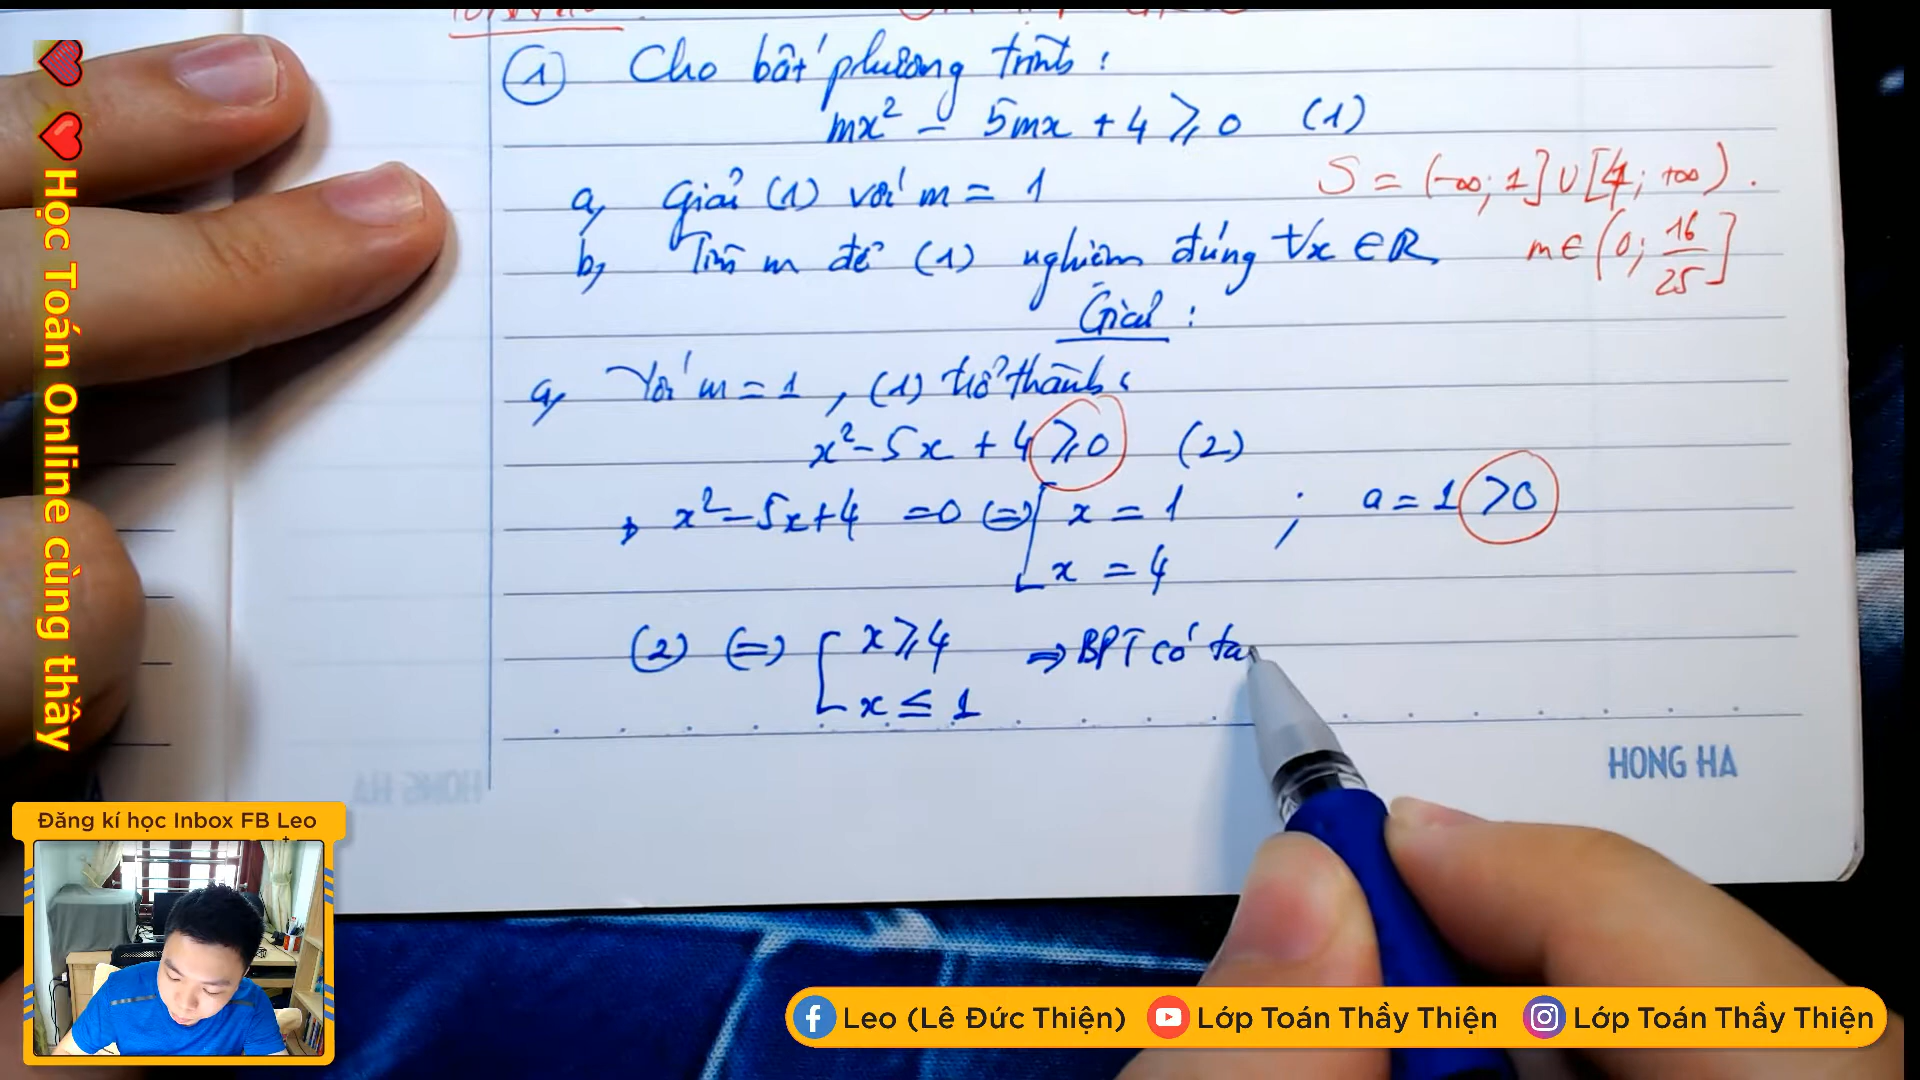 ① Cho bất phương trình:
mx² - 5mx + 4 ⩾ 0 (1)
a, Giải (1) với m = 1 S = (-∞; 1] ∪ [4; +∞).
b, Tìm m để (1) nghiệm đúng ∀x ∈ R m ∈ (0; 16/25]
Giải:
a, Với m = 1, (1) trở thành:
x² - 5x + 4 ⩾ 0 (2)
+ x² - 5x + 4 = 0 ⇔ [ x = 1 ; a = 1 > 0
x = 4
(2) ⇔ [ x ⩾ 4 ⇒ BPT có ta
x ≤ 1
HONG HA
Học Toán Online cùng thầy
Đăng kí học Inbox FB Leo
Leo (Lê Đức Thiện) Lớp Toán Thầy Thiện Lớp Toán Thầy Thiện